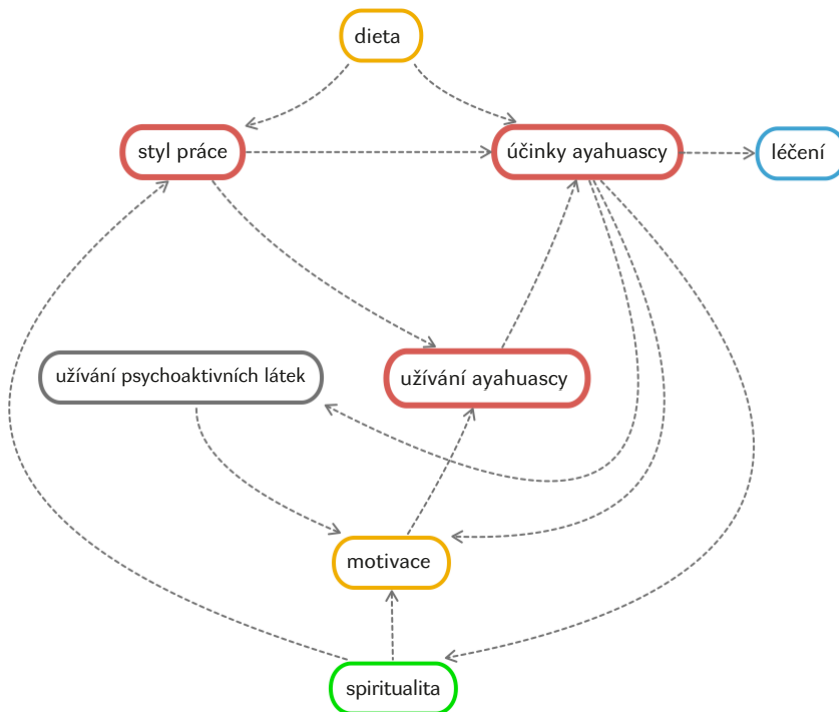 dieta
styl práce
účinky ayahuascy
léčení
užívání psychoaktivních látek
užívání ayahuascy
motivace
spiritualita